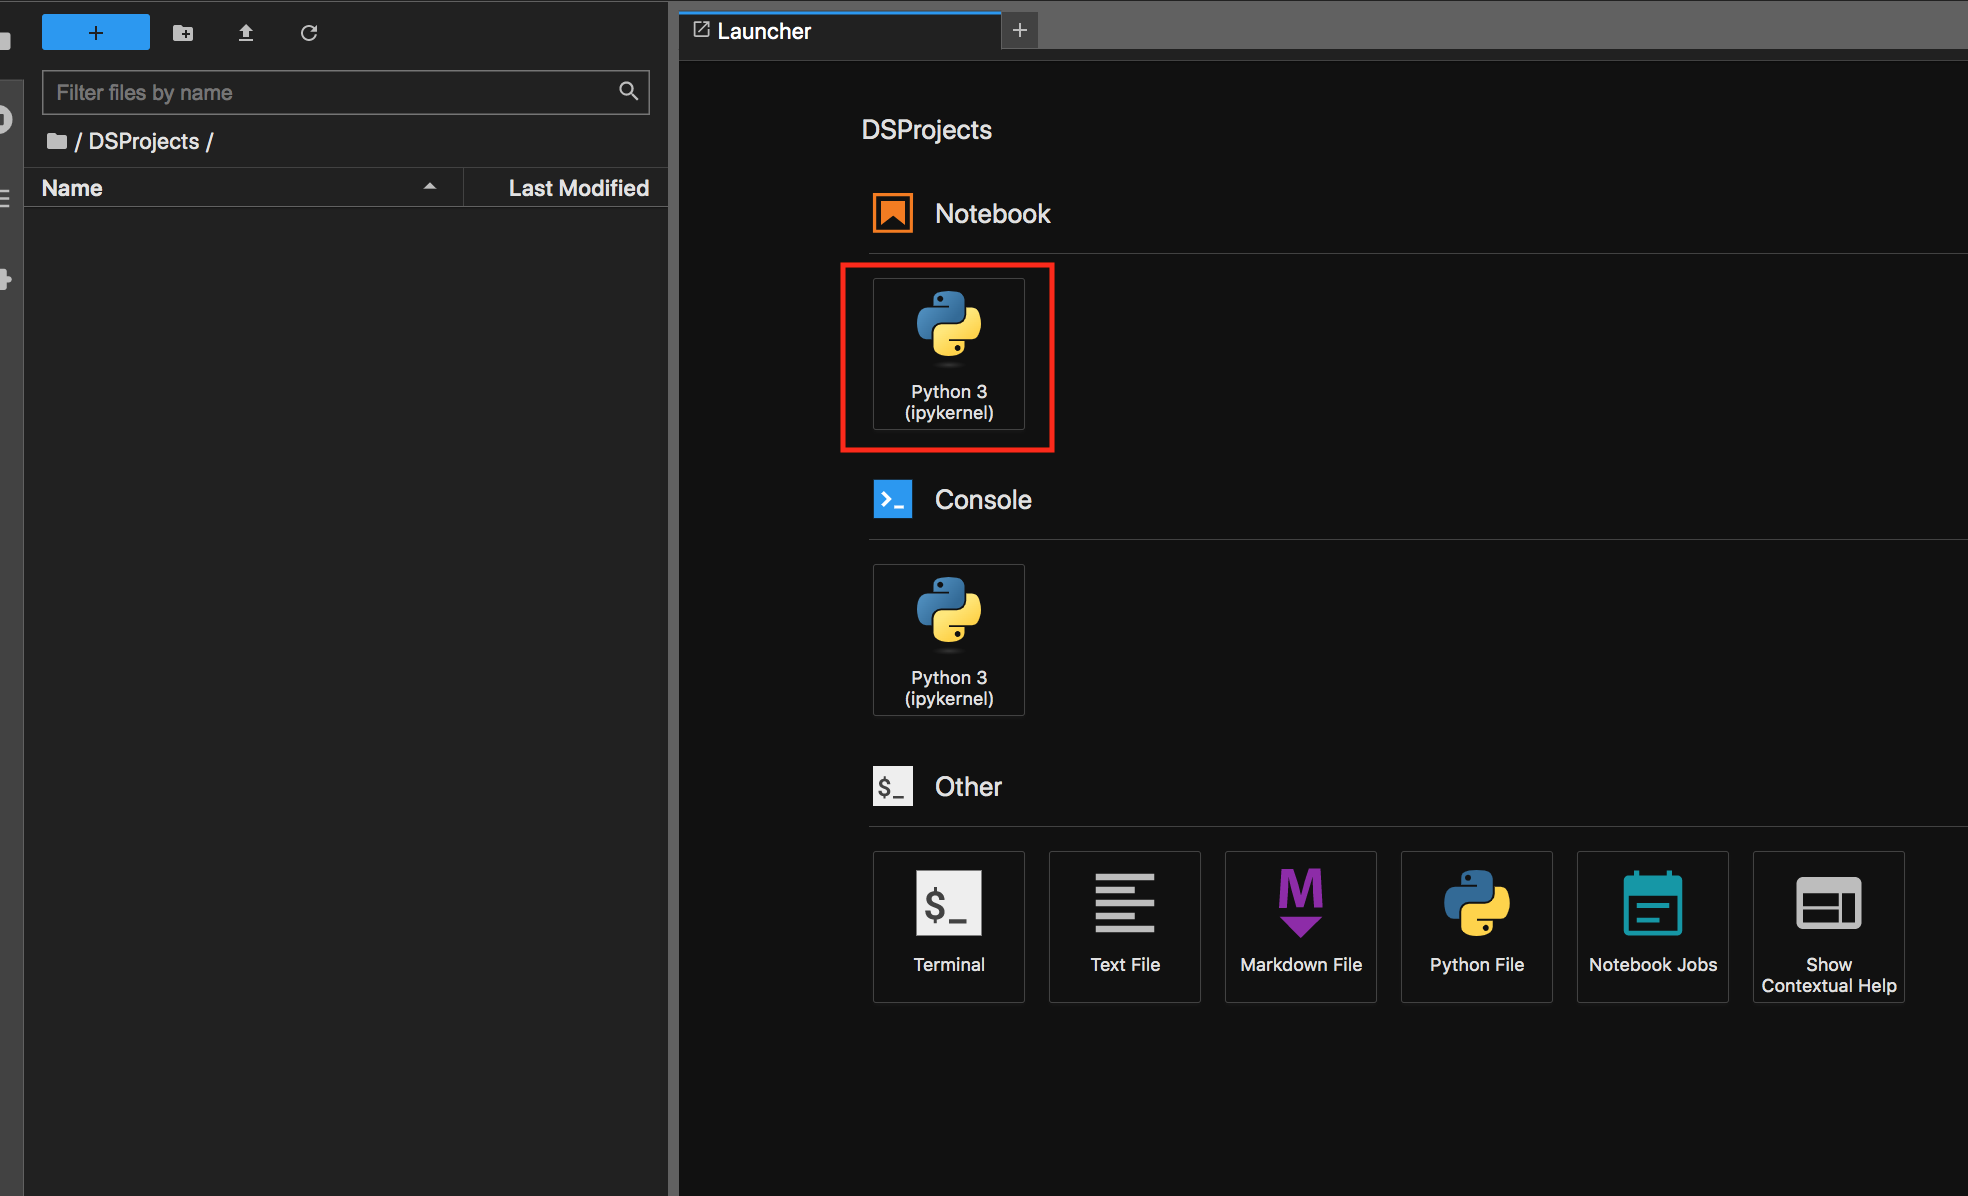 Launcher
Filter files by name
/ DSProjects /
Name
Last Modified
DSProjects
Notebook
Python 3
(ipykernel)
Console
Python 3
(ipykernel)
$_ Other
$_
Terminal
Text File
Markdown File
Python File
Notebook Jobs
Show
Contextual Help